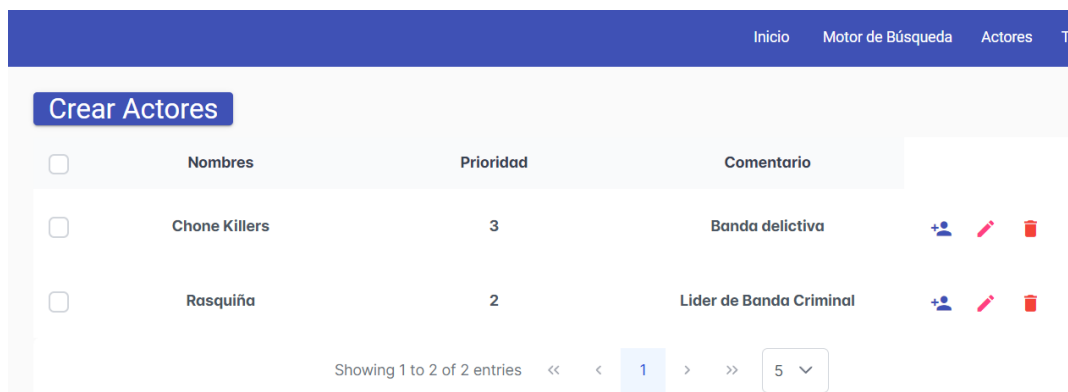 Inicio Motor de Búsqueda Actores T
Crear Actores
Nombres Prioridad Comentario
Chone Killers 3 Banda delictiva
Rasquiña 2 Lider de Banda Criminal
Showing 1 to 2 of 2 entries << < 1 > >> 5